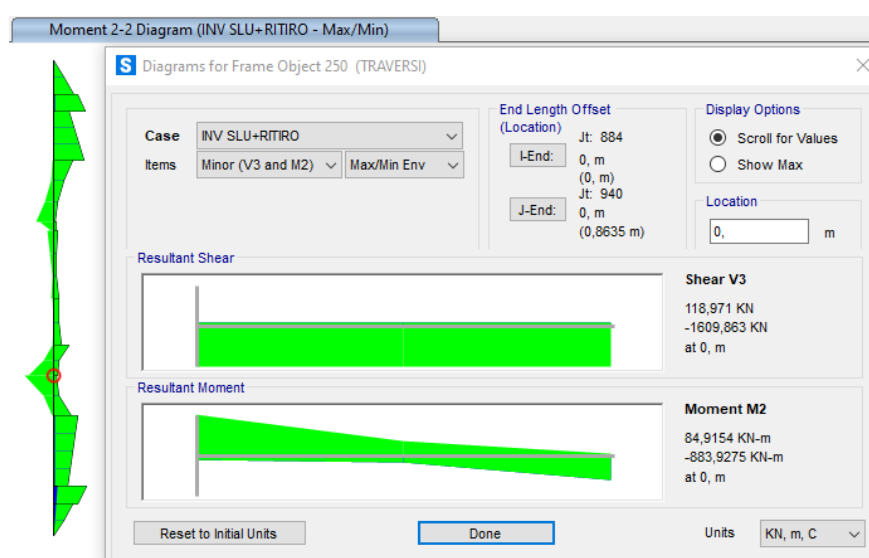 Moment 2-2 Diagram (INV SLU+RITIRO - Max/Min)
S Diagrams for Frame Object 250 (TRAVERSI)
Case INV SLU+RITIRO
Items Minor (V3 and M2) Max/Min Env
End Length Offset
(Location)
Jt: 884
I-End: 0, m
(0, m)
Jt: 940
J-End: 0, m
(0,8635 m)
Display Options
Scroll for Values
Show Max
Location
0, m
Resultant Shear
Shear V3
118,971 KN
-1609,863 KN
at 0, m
Resultant Moment
Moment M2
84,9154 KN-m
-883,9275 KN-m
at 0, m
Reset to Initial Units Done Units KN, m, C